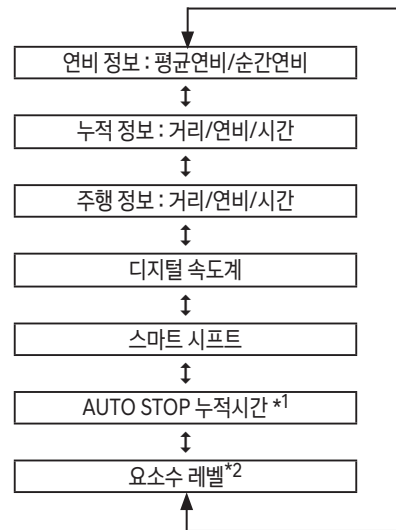 연비 정보 : 평균연비/순간연비
누적 정보 : 거리/연비/시간
주행 정보 : 거리/연비/시간
디지털 속도계
스마트 시프트
AUTO STOP 누적시간 *1
요소수 레벨*2